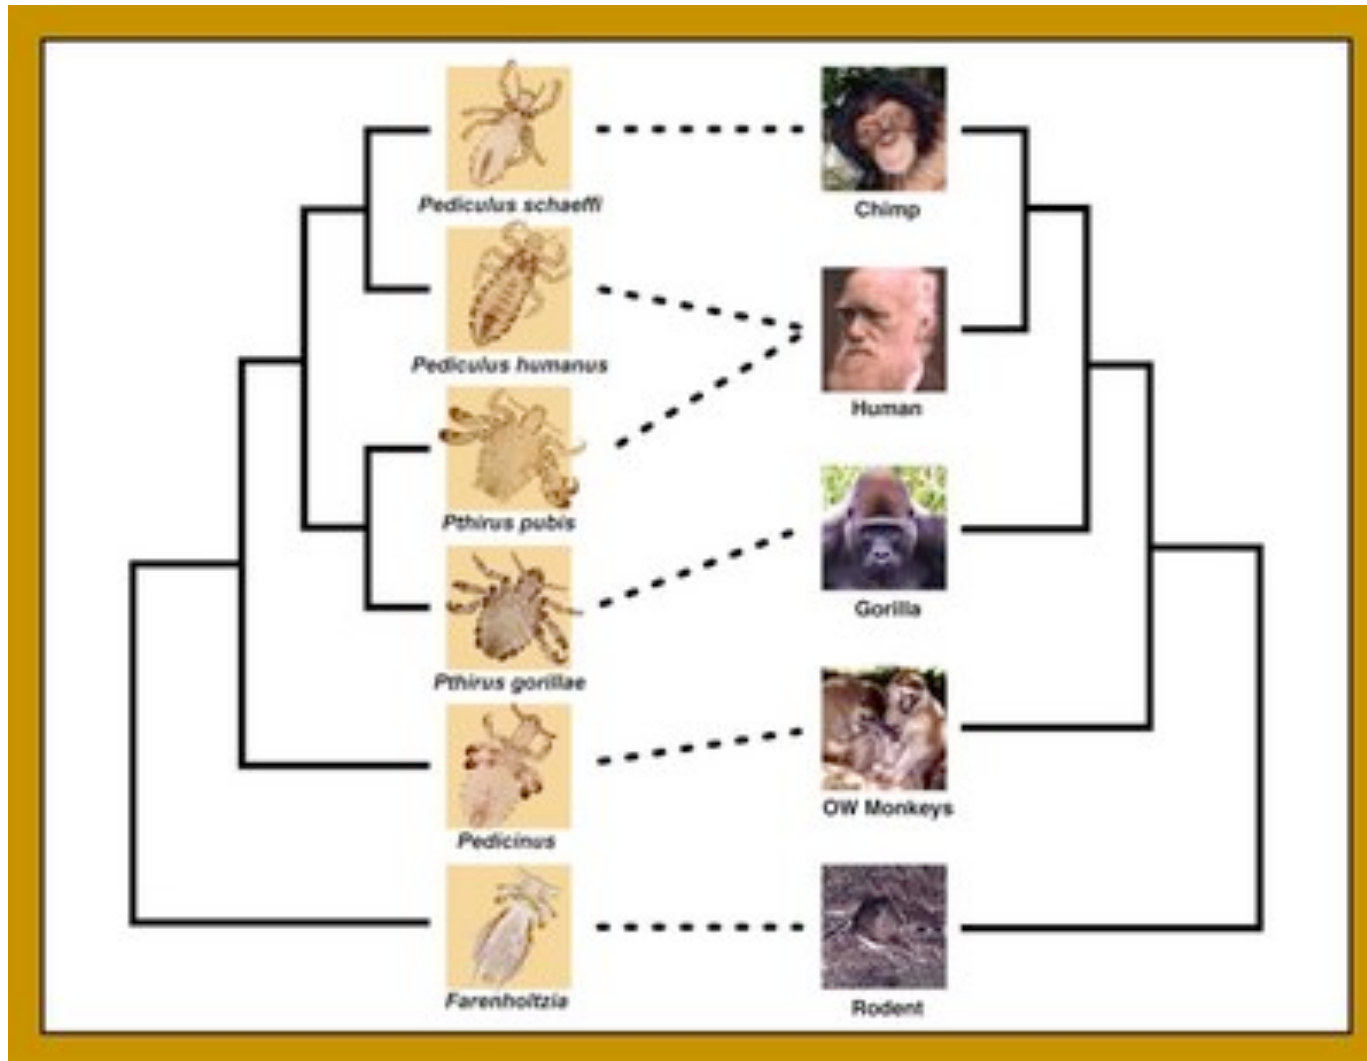 Pediculus schaeffi
Chimp
Pediculus humanus
Human
Pthirus pubis
Gorilla
Pthirus gorillae
OW Monkeys
Pedicinus
Farenholtzia
Rodent